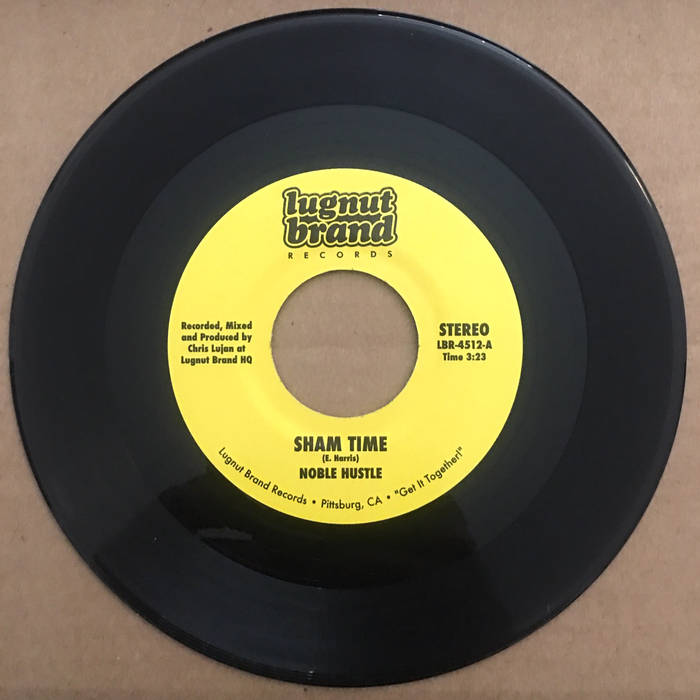 lugnut
brand
RECORDS
Recorded, Mixed
and Produced by
Chris Lujan at
Lugnut Brand HQ
STEREO
LBR-4512-A
Time 3:23
SHAM TIME
(E. Harris)
NOBLE HUSTLE
Lugnut Brand Records • Pittsburg, CA • "Get It Together!"